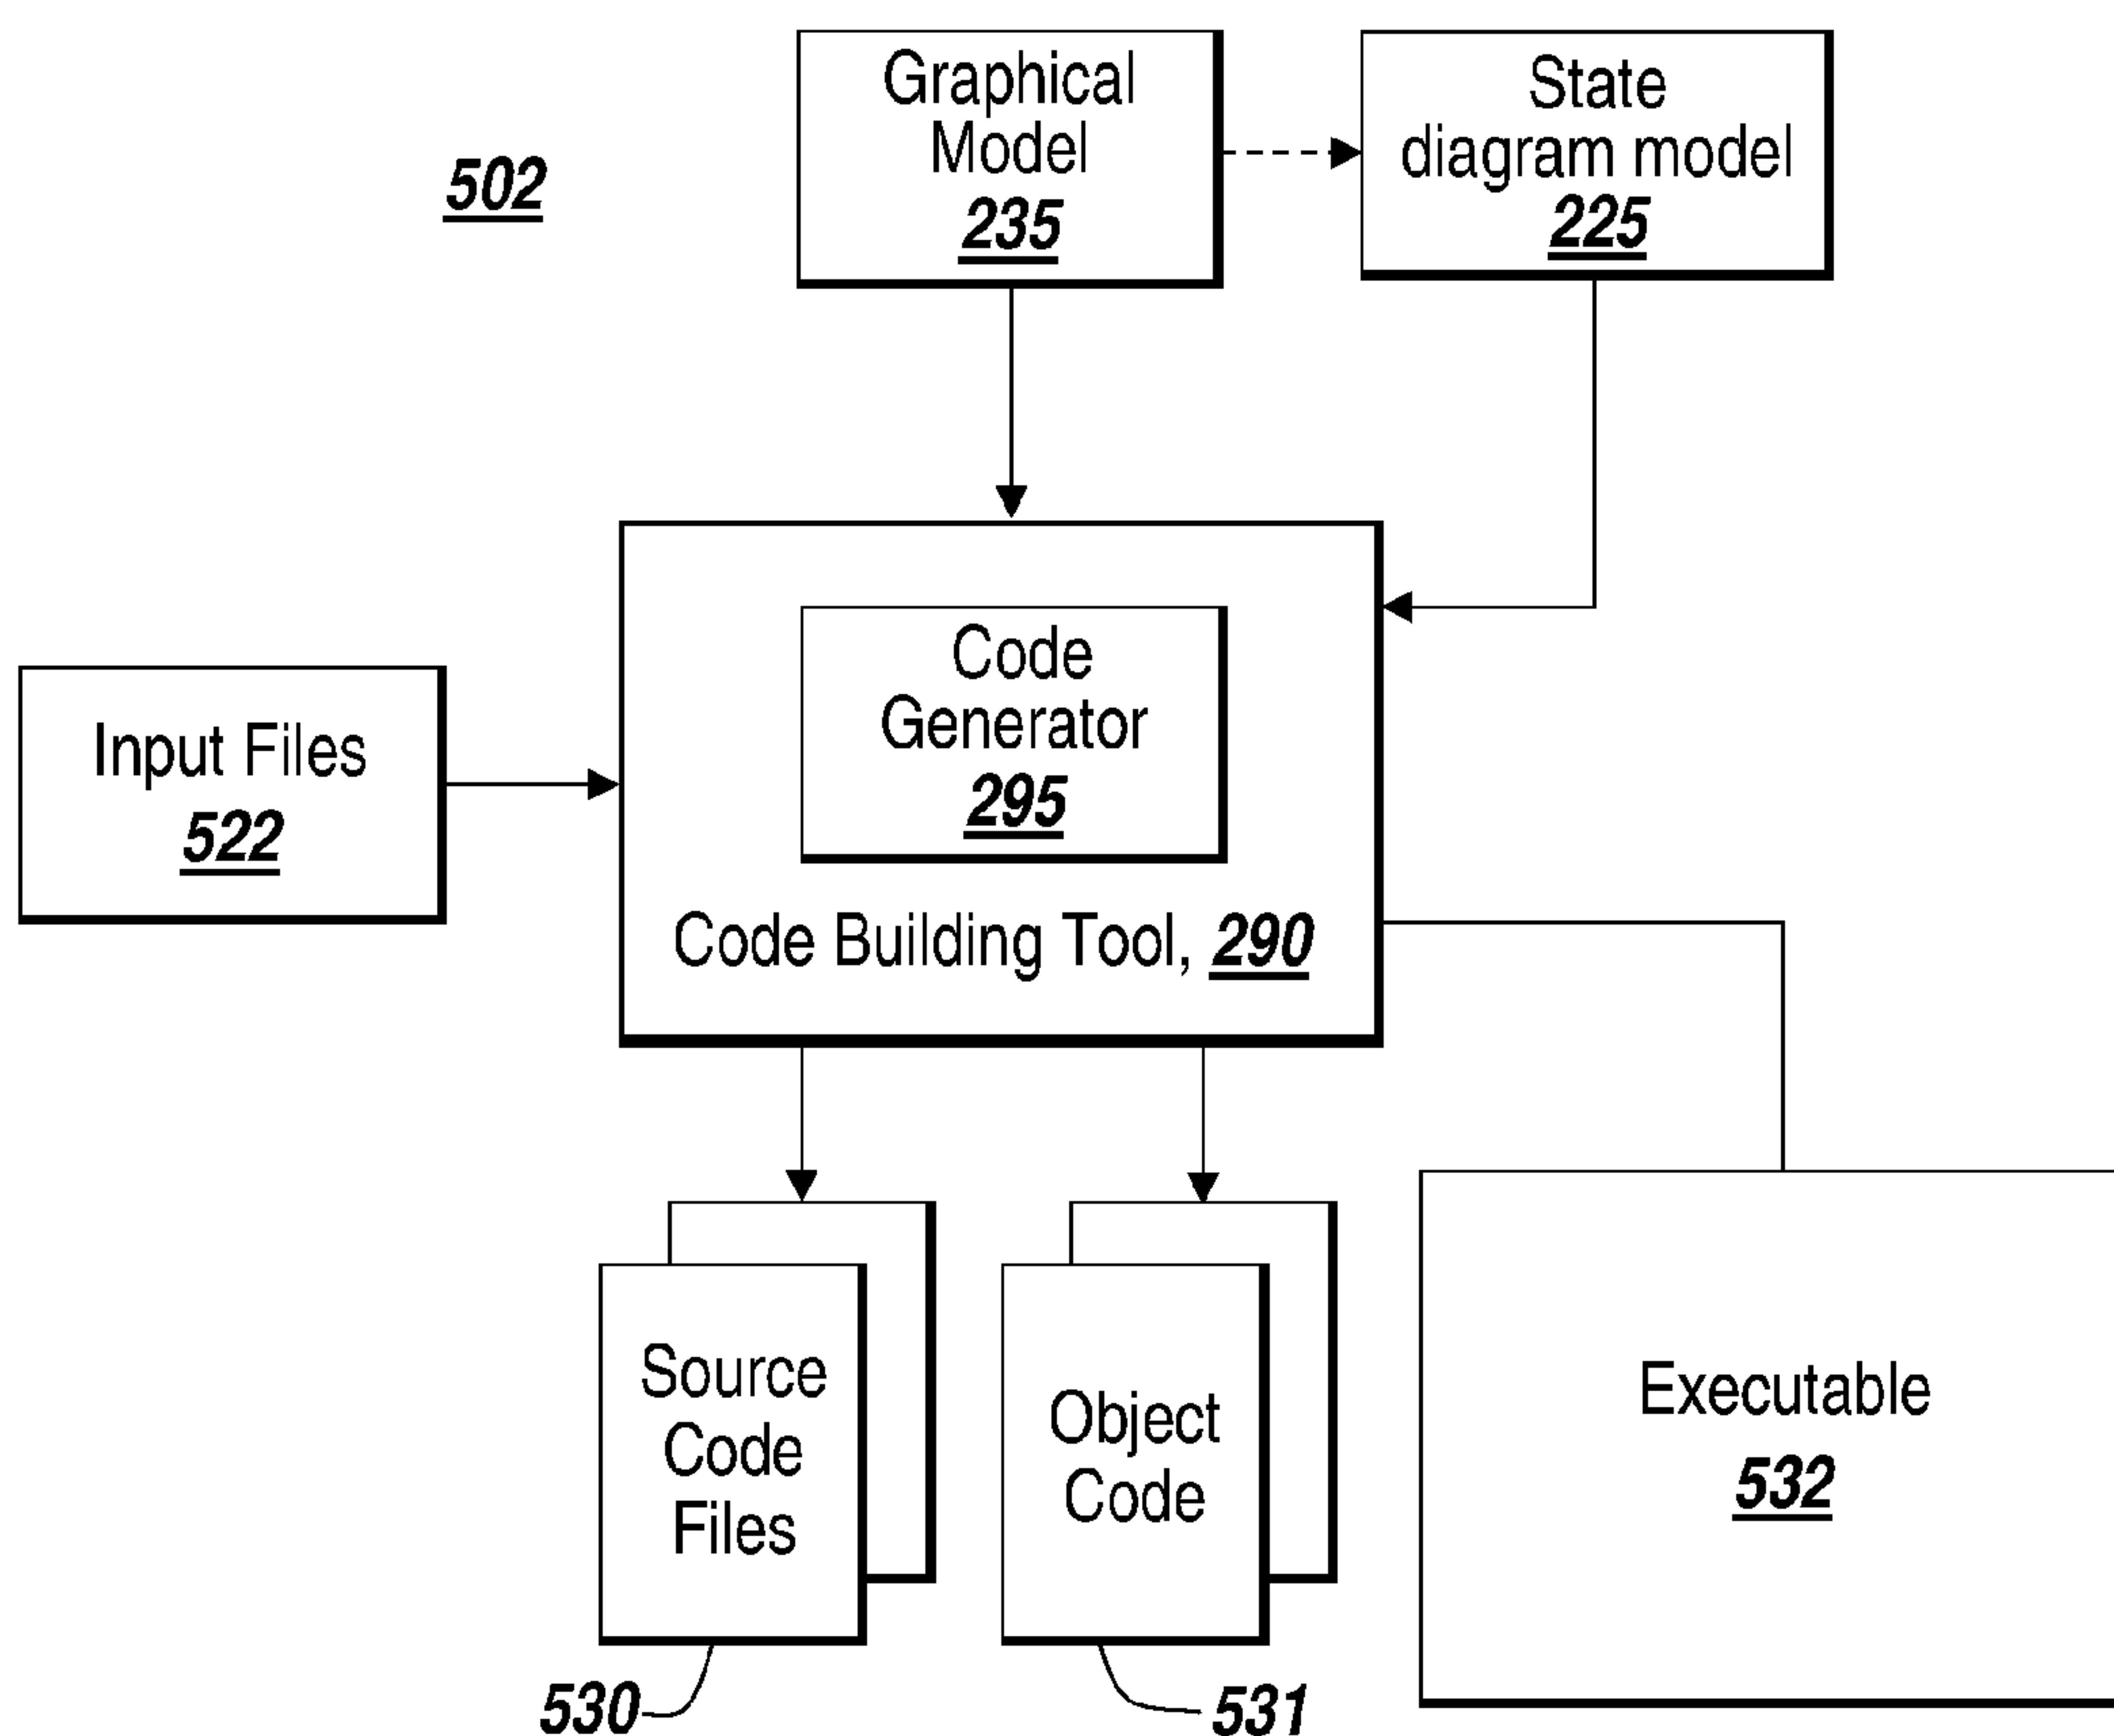 502
Graphical
Model
235
State
diagram model
225
Input Files
522
Code
Generator
295
Code Building Tool, 290
Source
Code
Files
530
Object
Code
531
Executable
532